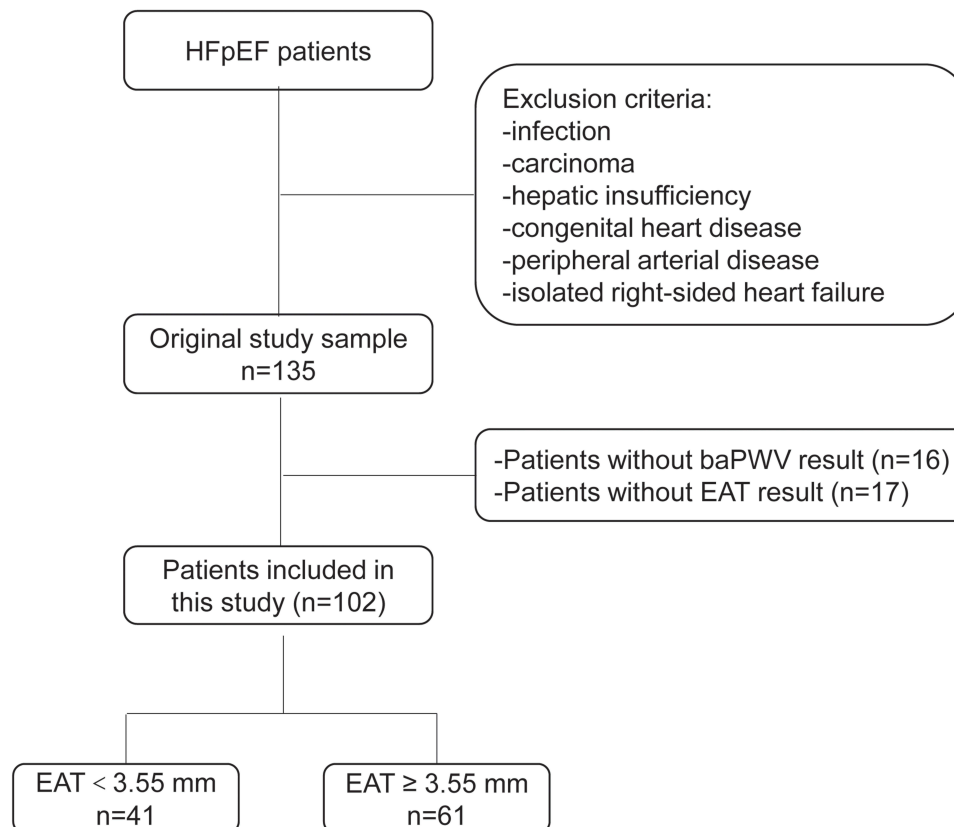 HFpEF patients
Exclusion criteria:
-infection
-carcinoma
-hepatic insufficiency
-congenital heart disease
-peripheral arterial disease
-isolated right-sided heart failure
Original study sample
n=135
-Patients without baPWV result (n=16)
-Patients without EAT result (n=17)
Patients included in
this study (n=102)
EAT < 3.55 mm
n=41
EAT ≥ 3.55 mm
n=61